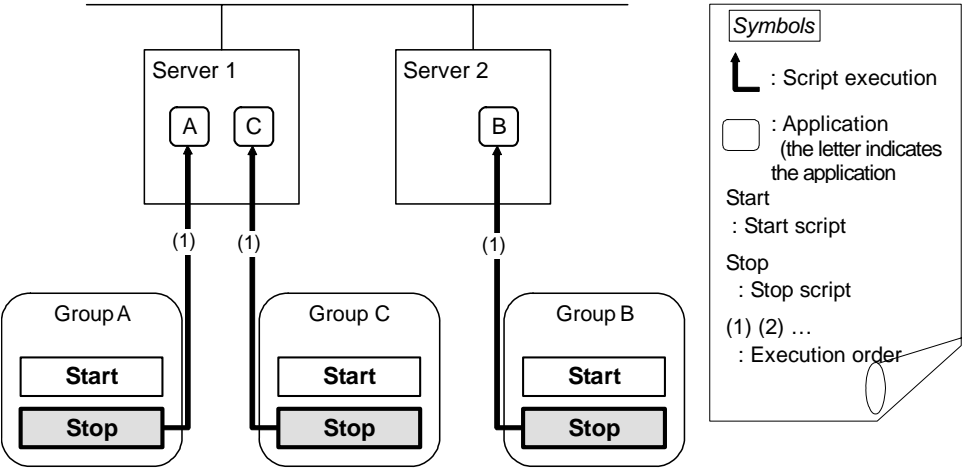 Server 1
A
C
Server 2
B
(1)
(1)
(1)
Group A
Start
Stop
Group C
Start
Stop
Group B
Start
Stop
Symbols
: Script execution
: Application
(the letter indicates
the application
Start
: Start script
Stop
: Stop script
(1) (2) …
: Execution order